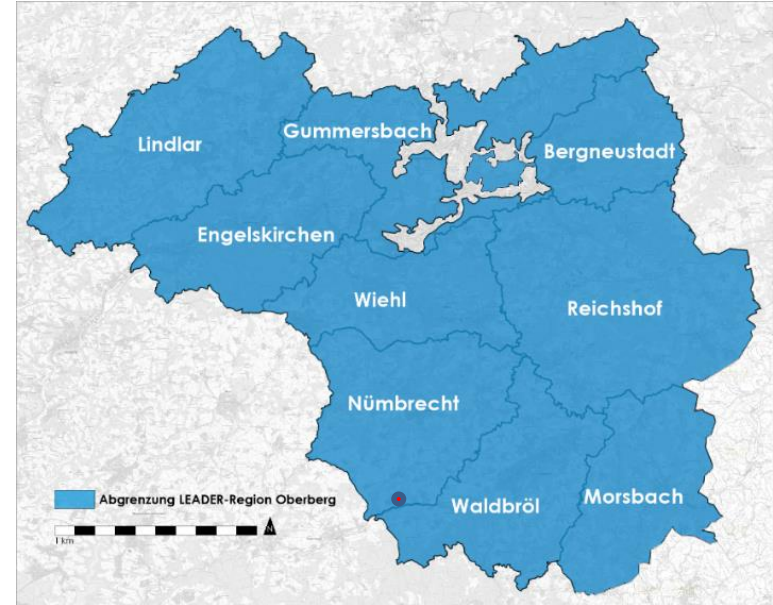 Lindlar
Gummersbach
Bergneustadt
Engelskirchen
Wiehl
Reichshof
Nümbrecht
Waldbröl
Morsbach
Abgrenzung LEADER-Region Oberberg
N
1 km